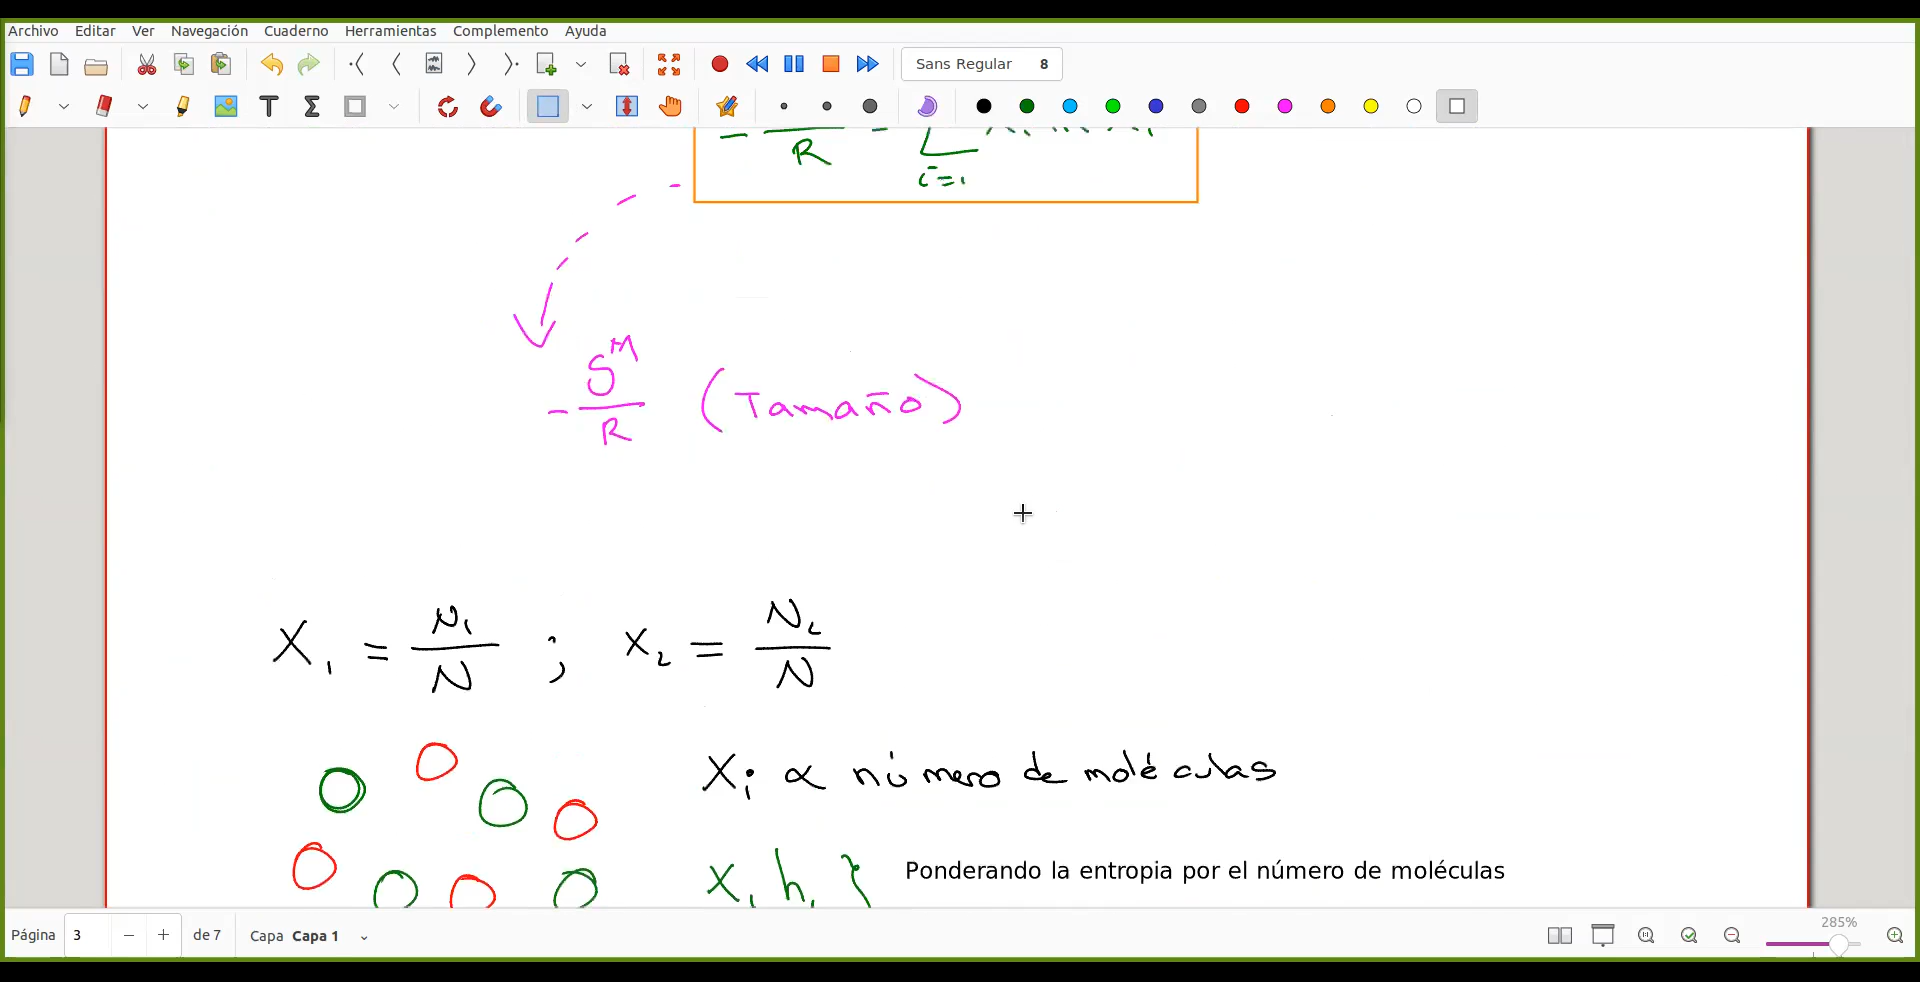 Archivo Editar Ver Navegación Cuaderno Herramientas Complemento Ayuda
Sans Regular 8
R
i=1
- S^M / R (Tamaño)
X₁ = N₁/N ; X₂ = N₂/N
Xᵢ ∝ número de moléculas
Ponderando la entropia por el número de moléculas
Página 3 de 7 Capa Capa 1 285%